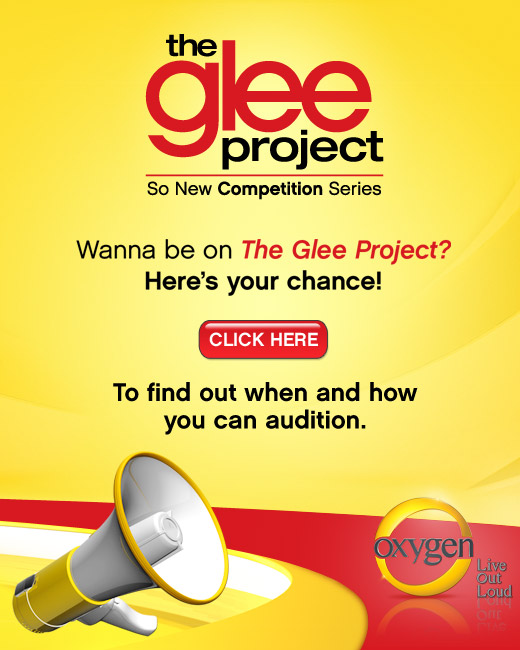 the
glee
project
So New Competition Series
Wanna be on The Glee Project?
Here's your chance!
CLICK HERE
To find out when and how
you can audition.
oxygen
Live
Out
Loud